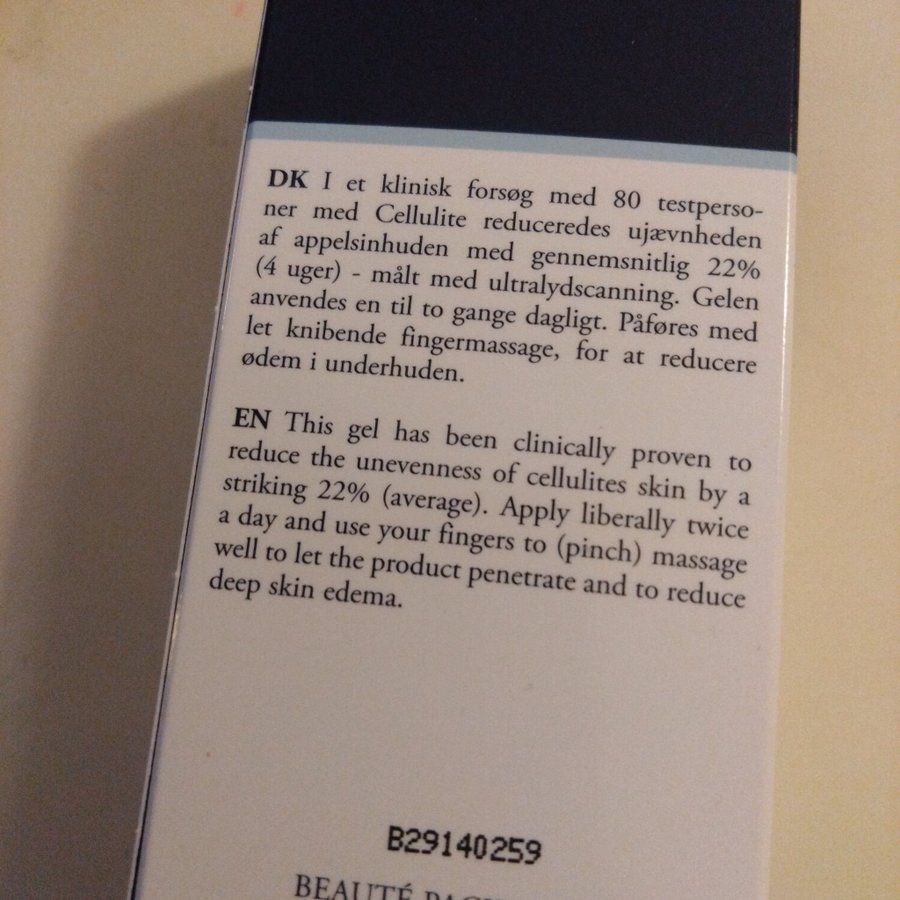 DK I et klinisk forsøg med 80 testperso-
ner med Cellulite reduceredes ujævnheden
af appelsinhuden med gennemsnitlig 22%
(4 uger) - målt med ultralydscanning. Gelen
anvendes en til to gange dagligt. Påføres med
let knibende fingermassage, for at reducere
ødem i underhuden.
EN This gel has been clinically proven to
reduce the unevenness of cellulites skin by a
striking 22% (average). Apply liberally twice
a day and use your fingers to (pinch) massage
well to let the product penetrate and to reduce
deep skin edema.
B29140259
BEAUTÉ